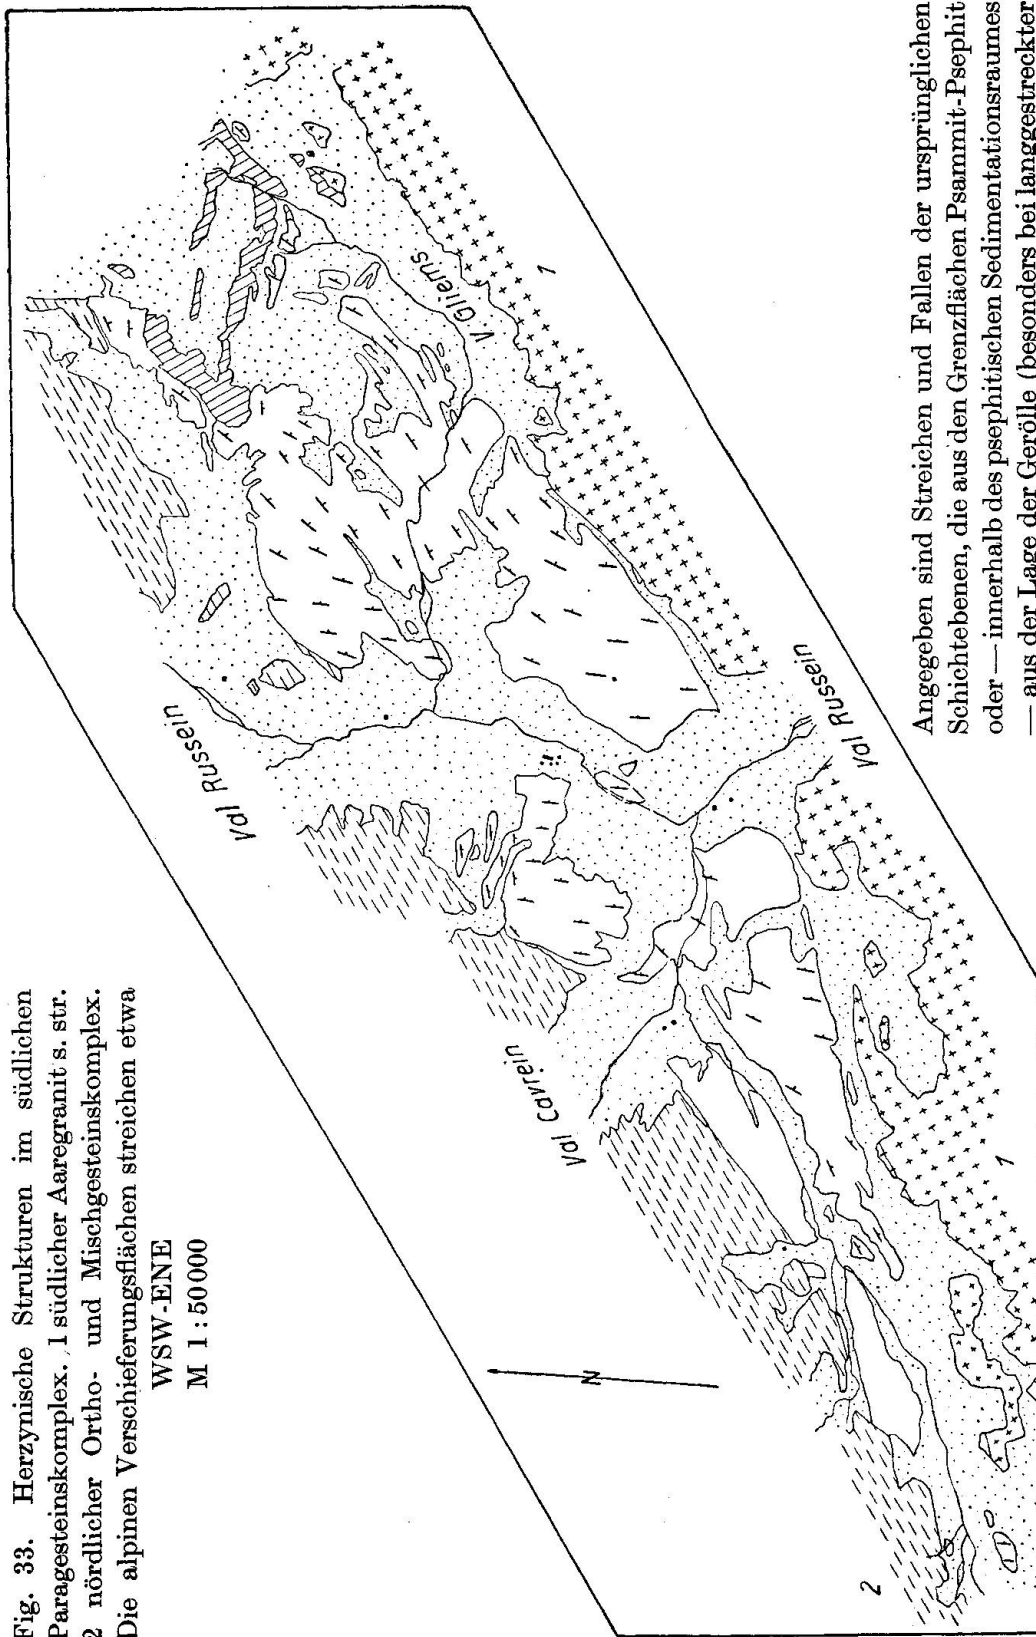 Fig. 33. Herzynische Strukturen im südlichen
Paragesteinskomplex. 1 südlicher Aaregranit s. str.
2 nördlicher Ortho- und Mischgesteinskomplex.
Die alpinen Verschieferungsflächen streichen etwa
WSW-ENE
M 1:50000
Val Russein
V. Gliems
1
Val Cavrein
Val Russein
N
1
2
Angegeben sind Streichen und Fallen der ursprünglichen
Schichtebenen, die aus den Grenzflächen Psammit-Psephit
oder — innerhalb des psephitischen Sedimentationsraumes
— aus der Lage der Gerölle (besonders bei langgestreckter